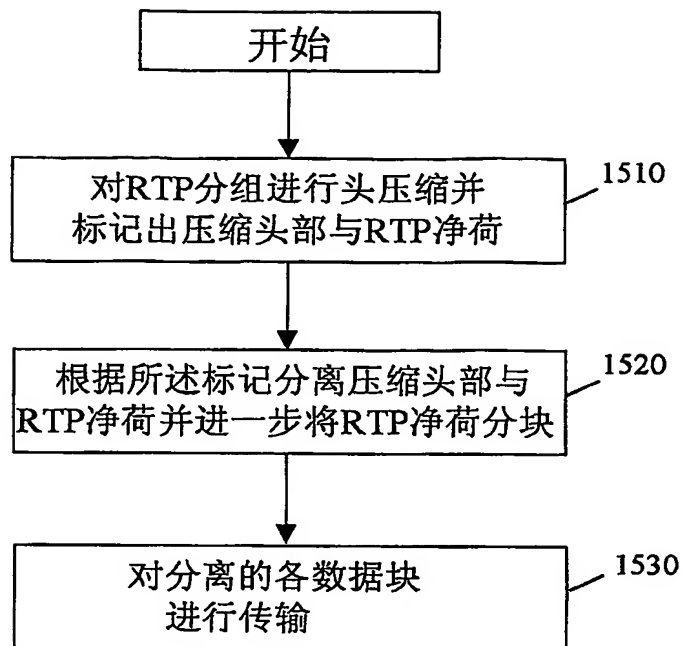 开始
对RTP分组进行头压缩并
标记出压缩头部与RTP净荷
1510
根据所述标记分离压缩头部与
RTP净荷并进一步将RTP净荷分块
1520
对分离的各数据块
进行传输
1530